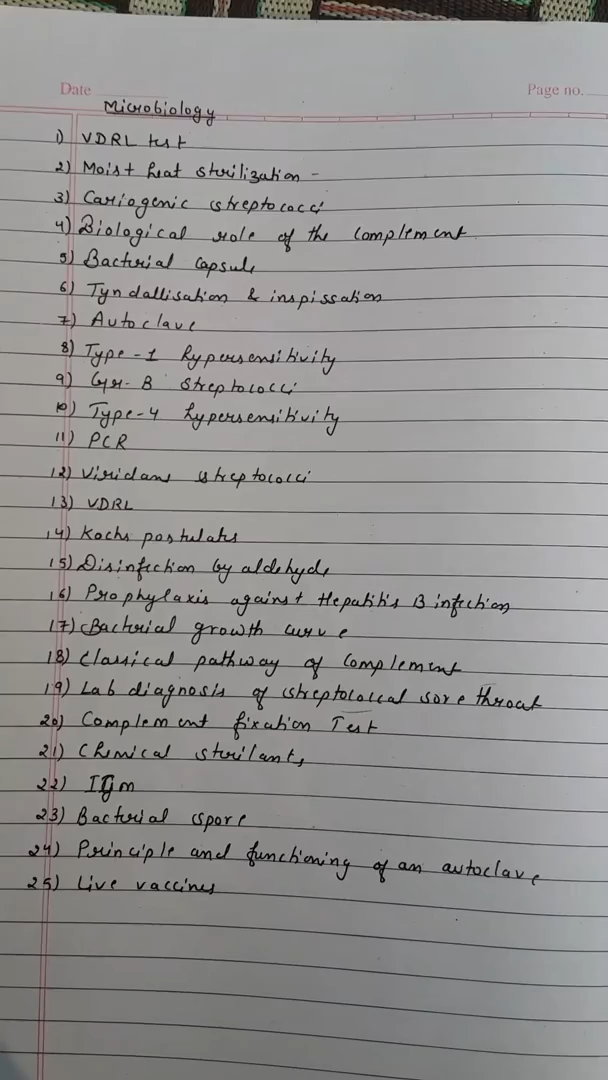 Date
Page no.
Microbiology
1) VDRL test
2) Moist heat sterilization -
3) Cariogenic streptococci
4) Biological role of the complement
5) Bacterial capsule
6) Tyndallisation & inspissation
7) Autoclave
8) Type-1 hypersensitivity
9) Gr-B streptococci
10) Type-4 hypersensitivity
11) PCR
12) Viridans streptococci
13) VDRL
14) Kochs postulates
15) Disinfection by aldehyde
16) Prophylaxis against Hepatitis B infection
17) Bacterial growth curve
18) Classical pathway of complement
19) Lab diagnosis of streptococcal sore throat
20) Complement fixation Test
21) Chemical sterilants
22) IgM
23) Bacterial spore
24) Principle and functioning of an autoclave
25) Live vaccines